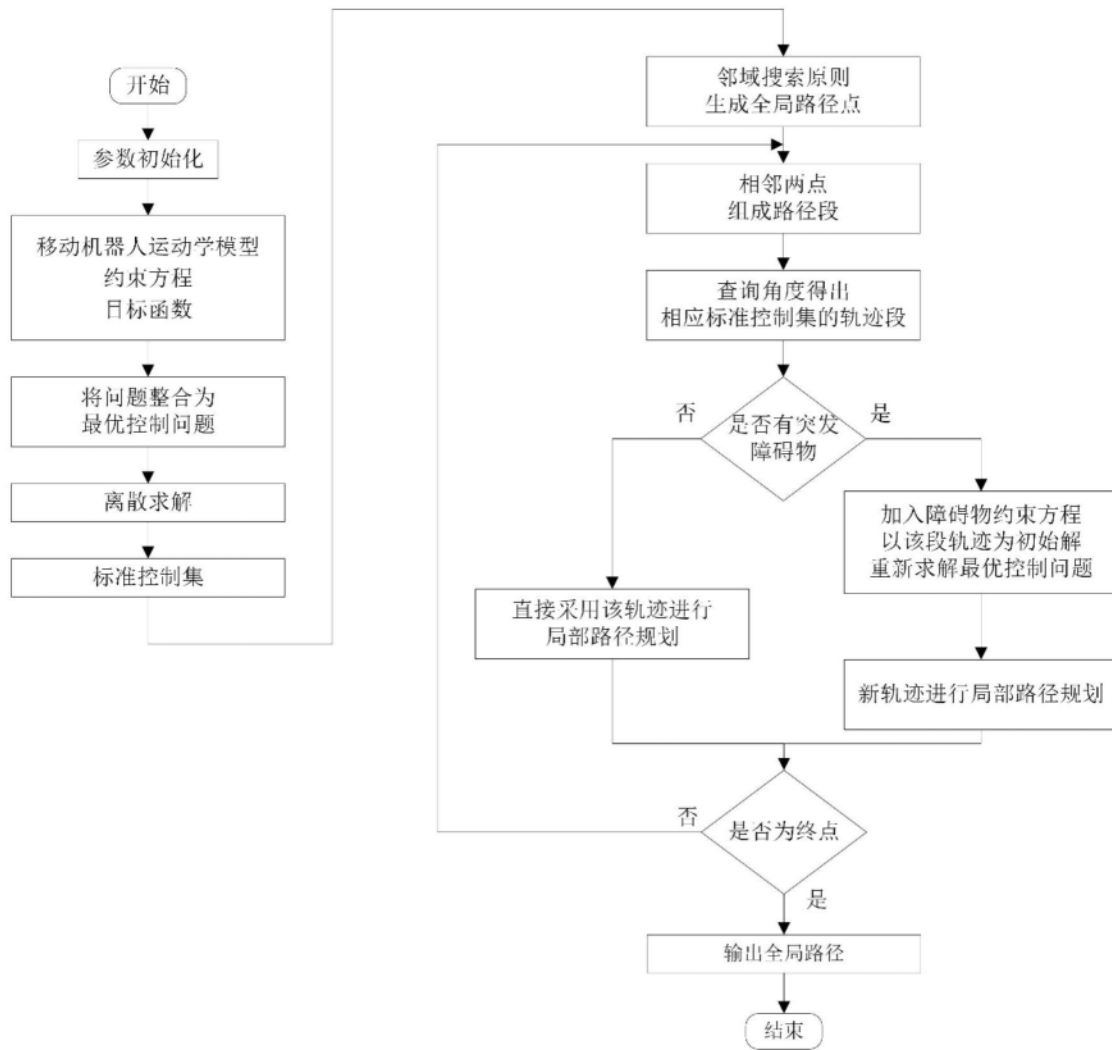 开始
参数初始化
移动机器人运动学模型
约束方程
目标函数
将问题整合为
最优控制问题
离散求解
标准控制集
邻域搜索原则
生成全局路径点
相邻两点
组成路径段
查询角度得出
相应标准控制集的轨迹段
否
是否有突发
障碍物
是
加入障碍物约束方程
以该段轨迹为初始解
重新求解最优控制问题
直接采用该轨迹进行
局部路径规划
新轨迹进行局部路径规划
否
是否为终点
是
输出全局路径
结束